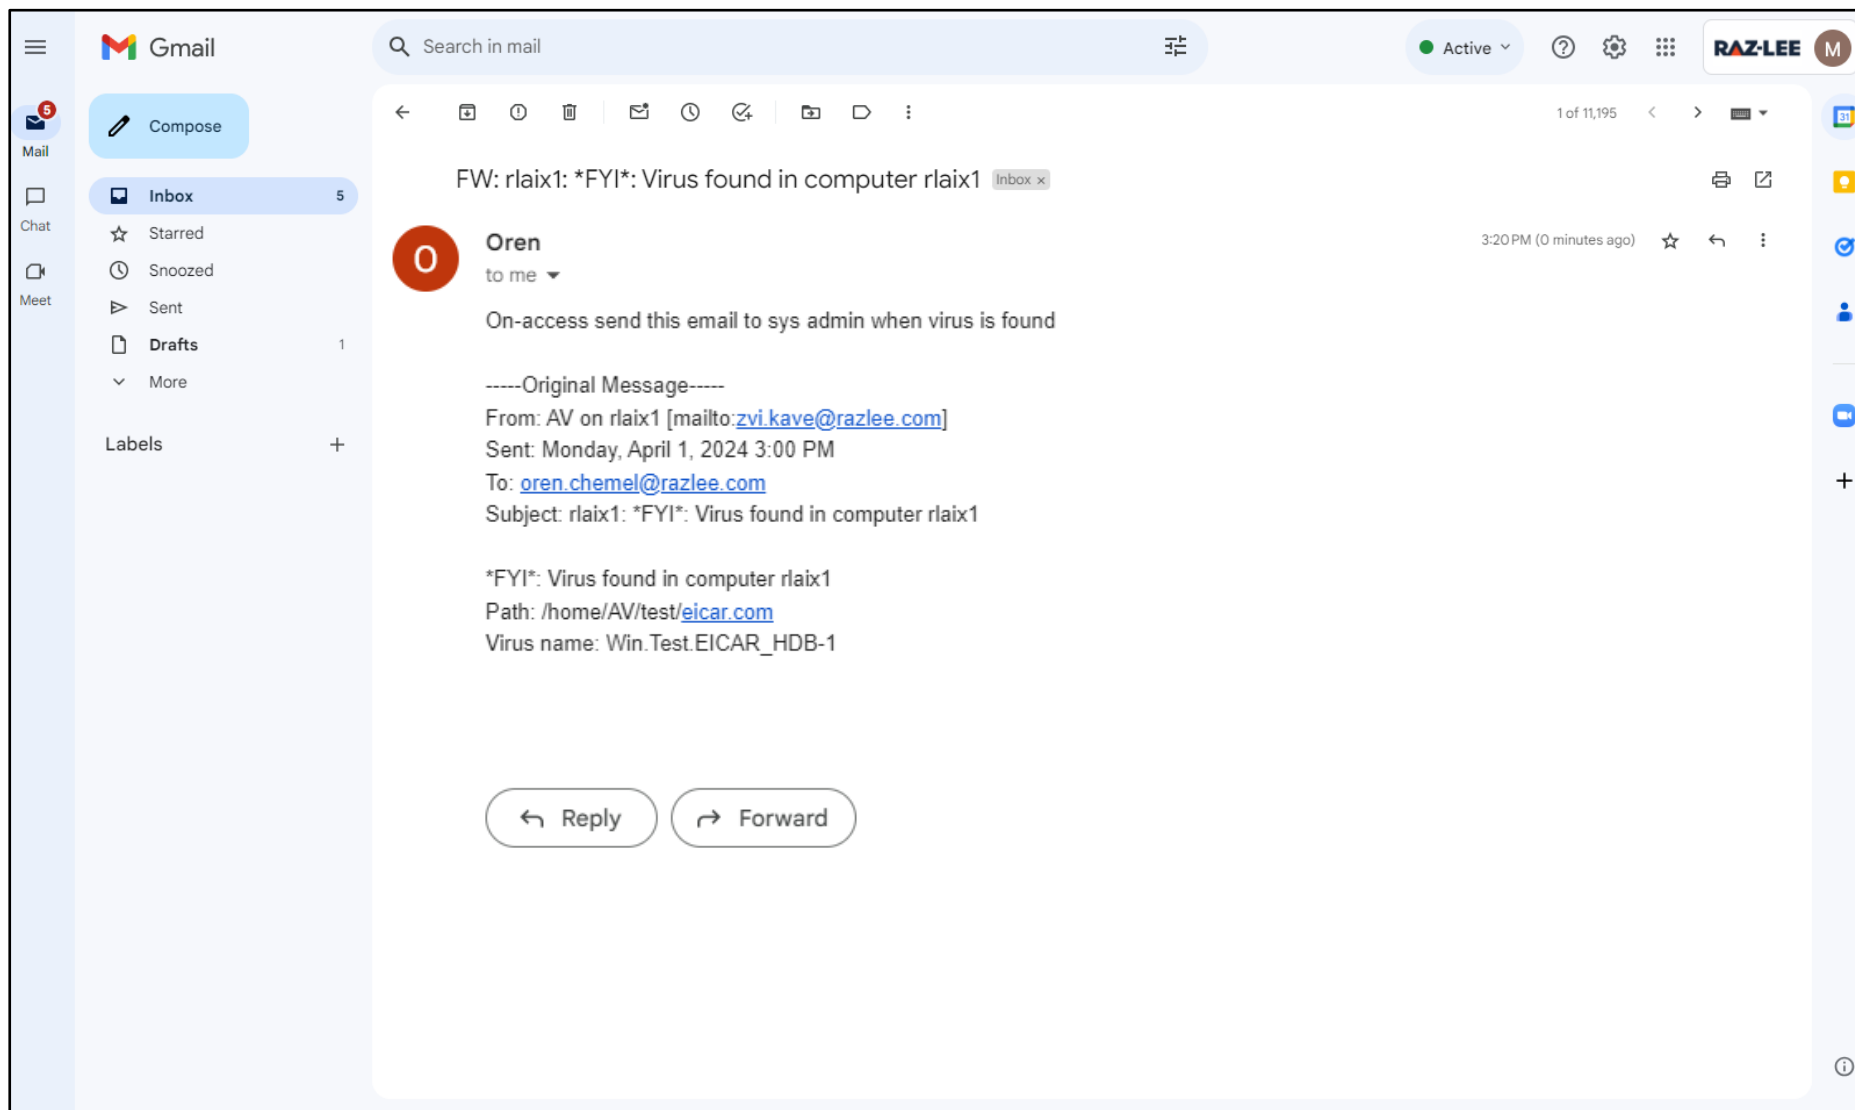 Gmail
Search in mail
Active
RAZ-LEE
M
5
Mail
Chat
Meet
Compose
Inbox 5
Starred
Snoozed
Sent
Drafts 1
More
Labels
1 of 11,195
31
FW: rlaix1: *FYI*: Virus found in computer rlaix1 Inbox ×
O
Oren
3:20 PM (0 minutes ago)
to me
On-access send this email to sys admin when virus is found
-----Original Message-----
From: AV on rlaix1 [mailto:zvi.kave@razlee.com]
Sent: Monday, April 1, 2024 3:00 PM
To: oren.chemel@razlee.com
Subject: rlaix1: *FYI*: Virus found in computer rlaix1
*FYI*: Virus found in computer rlaix1
Path: /home/AV/test/eicar.com
Virus name: Win.Test.EICAR_HDB-1
Reply
Forward